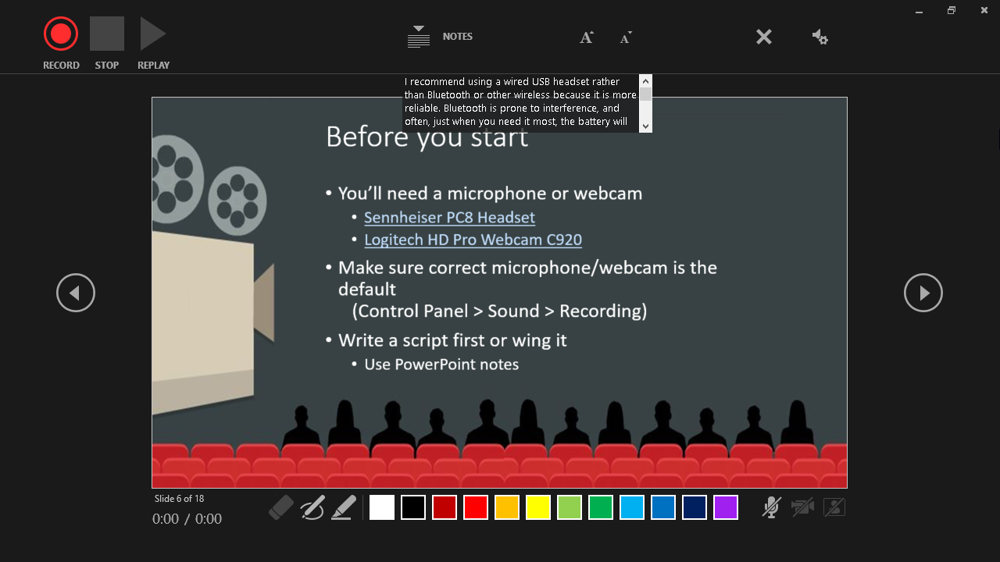 RECORD
STOP
REPLAY
NOTES
A
A
I recommend using a wired USB headset rather
than Bluetooth or other wireless because it is more
reliable. Bluetooth is prone to interference, and
often, just when you need it most, the battery will
Before you start
• You'll need a microphone or webcam
• Sennheiser PC8 Headset
• Logitech HD Pro Webcam C920
• Make sure correct microphone/webcam is the
default
(Control Panel > Sound > Recording)
• Write a script first or wing it
• Use PowerPoint notes
Slide 6 of 18
0:00 / 0:00